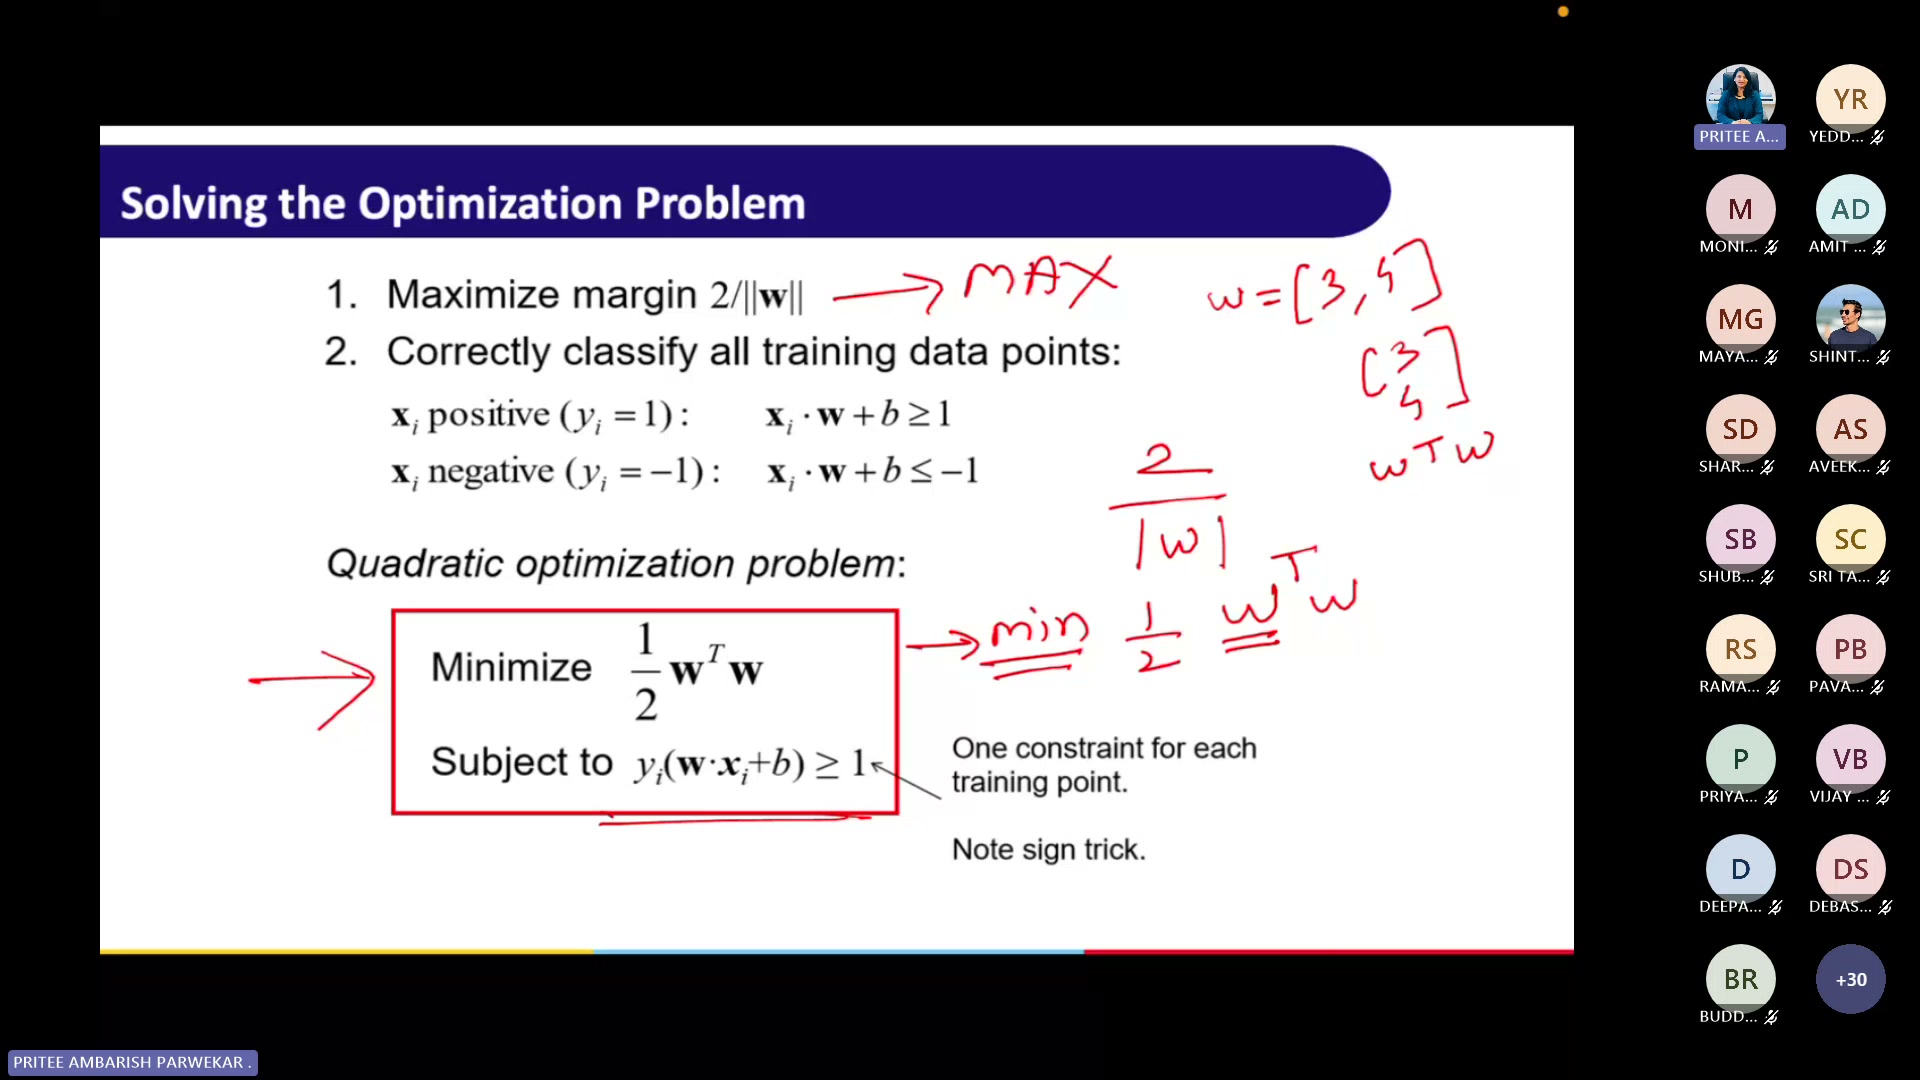 Solving the Optimization Problem
1. Maximize margin 2/||w||
→ MAX
w = [3, 5]
2. Correctly classify all training data points:
[3
5]
xᵢ positive (yᵢ = 1) : xᵢ · w + b ≥ 1
xᵢ negative (yᵢ = −1) : xᵢ · w + b ≤ −1
wᵀw
2
|w|
Quadratic optimization problem:
Minimize 1/2 wᵀw
→ min 1/2 wᵀw
Subject to yᵢ(w·xᵢ+b) ≥ 1
One constraint for each
training point.
Note sign trick.
PRITEE A...
YR
YEDD...
M
MONI...
AD
AMIT ...
MG
MAYA...
SHINT...
SD
SHAR...
AS
AVEEK...
SB
SHUB...
SC
SRI TA...
RS
RAMA...
PB
PAVA...
P
PRIYA...
VB
VIJAY ...
D
DEEPA...
DS
DEBAS...
BR
BUDD...
+30
PRITEE AMBARISH PARWEKAR .